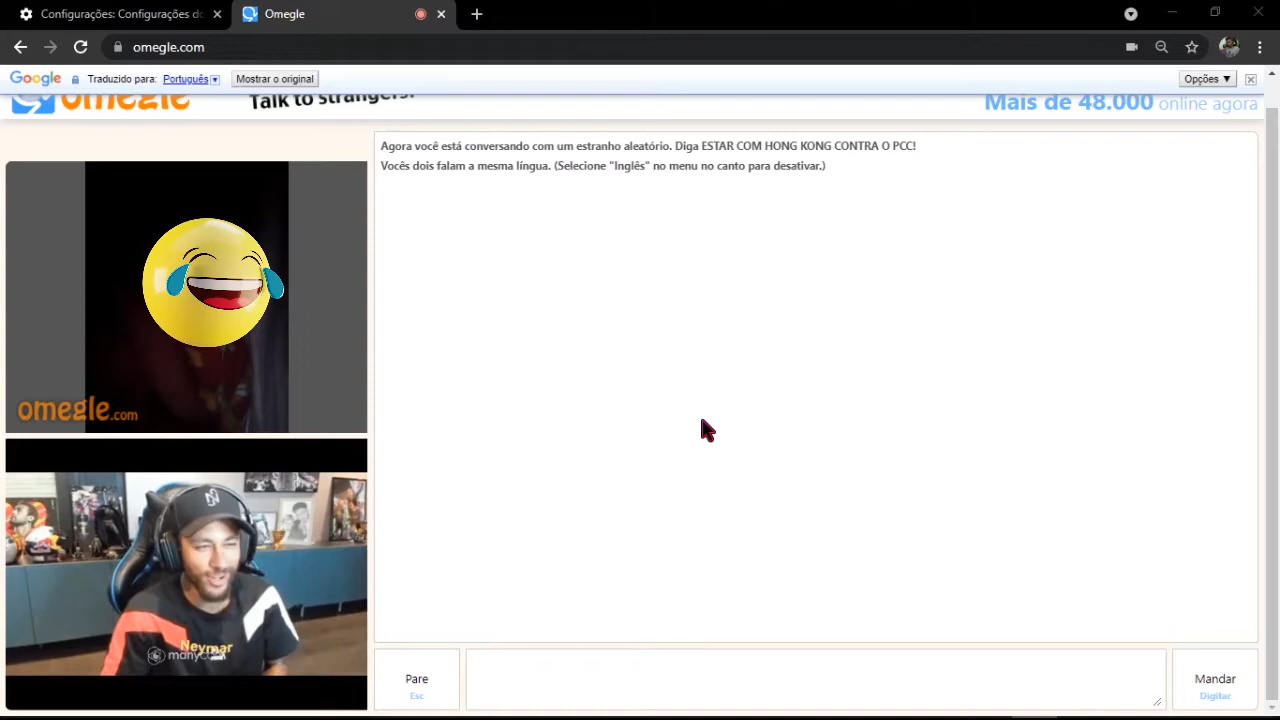 Configurações: Configurações do
Omegle
omegle.com
Google
Traduzido para: Português
Mostrar o original
Opções ▼
omegle
Talk to strangers!
Mais de 48.000 online agora
Agora você está conversando com um estranho aleatório. Diga ESTAR COM HONG KONG CONTRA O PCC!
Vocês dois falam a mesma língua. (Selecione "Inglês" no menu no canto para desativar.)
omegle.com
Neymar
Pare
Esc
Mandar
Digitar